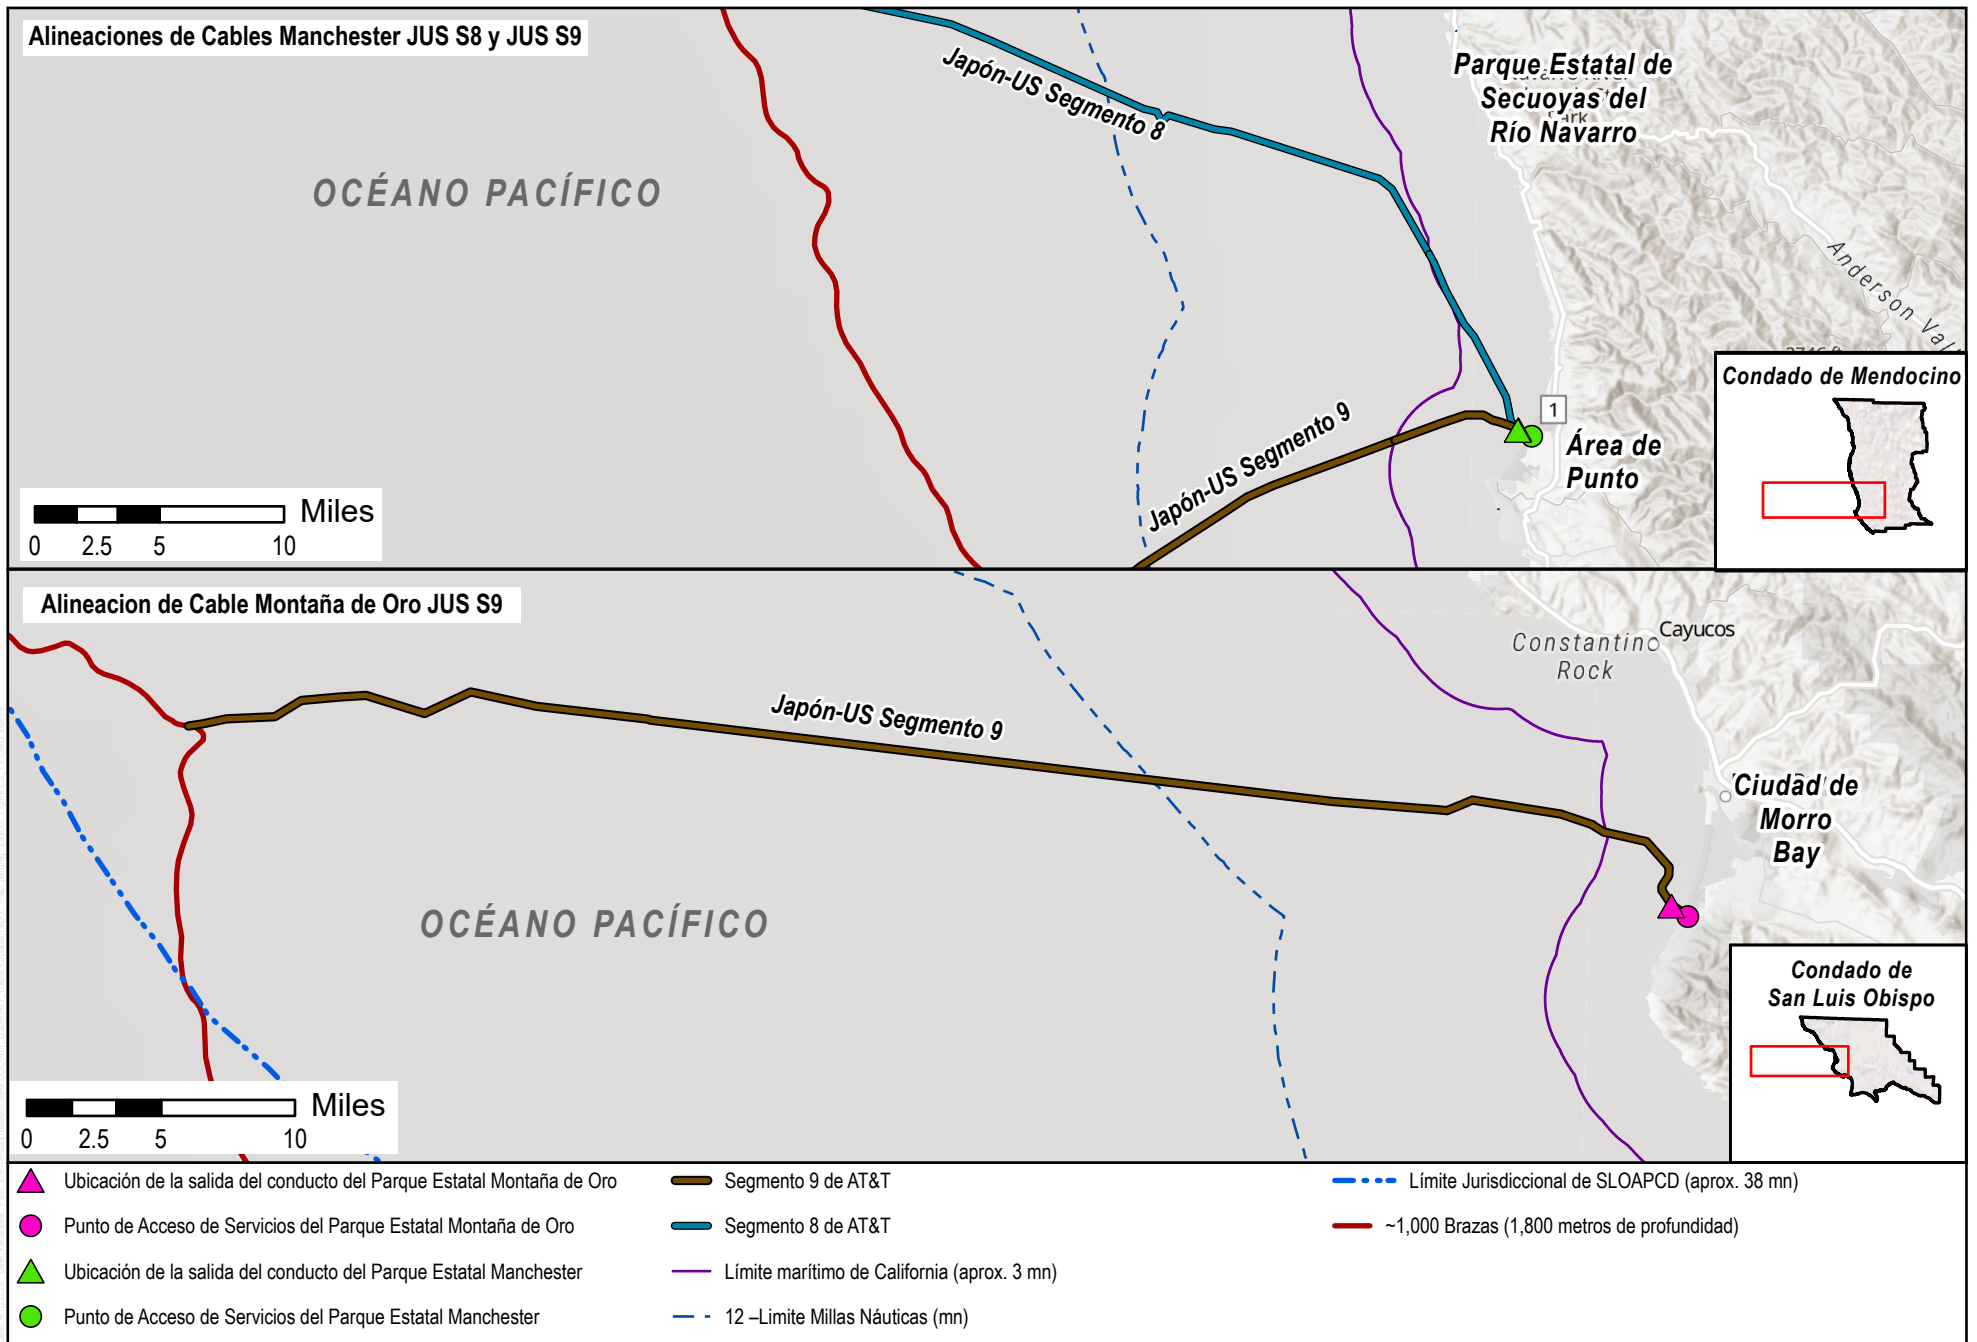 Alineaciones de Cables Manchester JUS S8 y JUS S9
Japón-US Segmento 8
Parque Estatal de
Secuoyas del
Park
Río Navarro
OCÉANO PACÍFICO
Anderson Val
Condado de Mendocino
1
Japón-US Segmento 9
Área de
Punto
Miles
0 2.5 5 10
Alineacion de Cable Montaña de Oro JUS S9
Cayucos
Constantino
Rock
Japón-US Segmento 9
Ciudad de
Morro
Bay
OCÉANO PACÍFICO
Condado de
San Luis Obispo
Miles
0 2.5 5 10
Ubicación de la salida del conducto del Parque Estatal Montaña de Oro
Punto de Acceso de Servicios del Parque Estatal Montaña de Oro
Ubicación de la salida del conducto del Parque Estatal Manchester
Punto de Acceso de Servicios del Parque Estatal Manchester
Segmento 9 de AT&T
Segmento 8 de AT&T
Límite marítimo de California (aprox. 3 mn)
12 –Limite Millas Náuticas (mn)
Límite Jurisdiccional de SLOAPCD (aprox. 38 mn)
~1,000 Brazas (1,800 metros de profundidad)